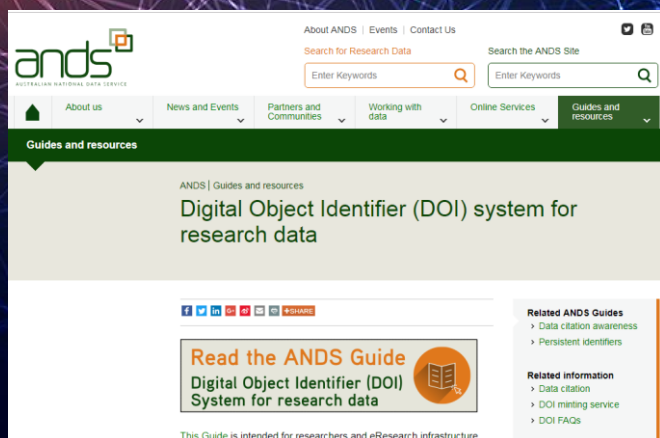 About ANDS | Events | Contact Us
ands
AUSTRALIAN NATIONAL DATA SERVICE
Search for Research Data
Search the ANDS Site
Enter Keywords
Enter Keywords
About us
News and Events
Partners and
Communities
Working with
data
Online Services
Guides and
resources
Guides and resources
ANDS | Guides and resources
Digital Object Identifier (DOI) system for
research data
+SHARE
Read the ANDS Guide
Digital Object Identifier (DOI)
System for research data
This Guide is intended for researchers and eResearch infrastructure
Related ANDS Guides
› Data citation awareness
› Persistent identifiers
Related information
› Data citation
› DOI minting service
› DOI FAQs